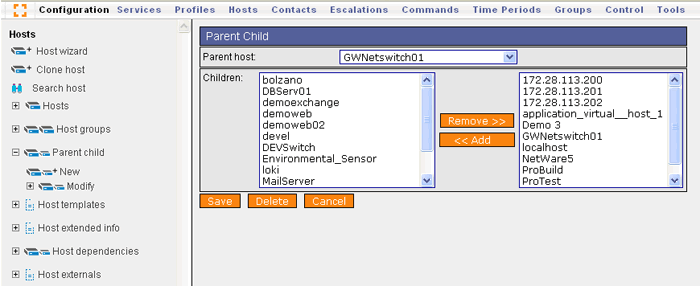 Configuration Services Profiles Hosts Contacts Escalations Commands Time Periods Groups Control Tools
Hosts
Host wizard
Clone host
Search host
Hosts
Host groups
Parent child
New
Modify
Host templates
Host extended info
Host dependencies
Host externals
Parent Child
Parent host: GWNetswitch01
Children:
bolzano
DBServ01
demoexchange
demoweb
demoweb02
devel
DEVSwitch
Environmental_Sensor
loki
MailServer
Remove >>
<< Add
172.28.113.200
172.28.113.201
172.28.113.202
application_virtual__host_1
Demo 3
GWNetswitch01
localhost
NetWare5
ProBuild
ProTest
Save Delete Cancel